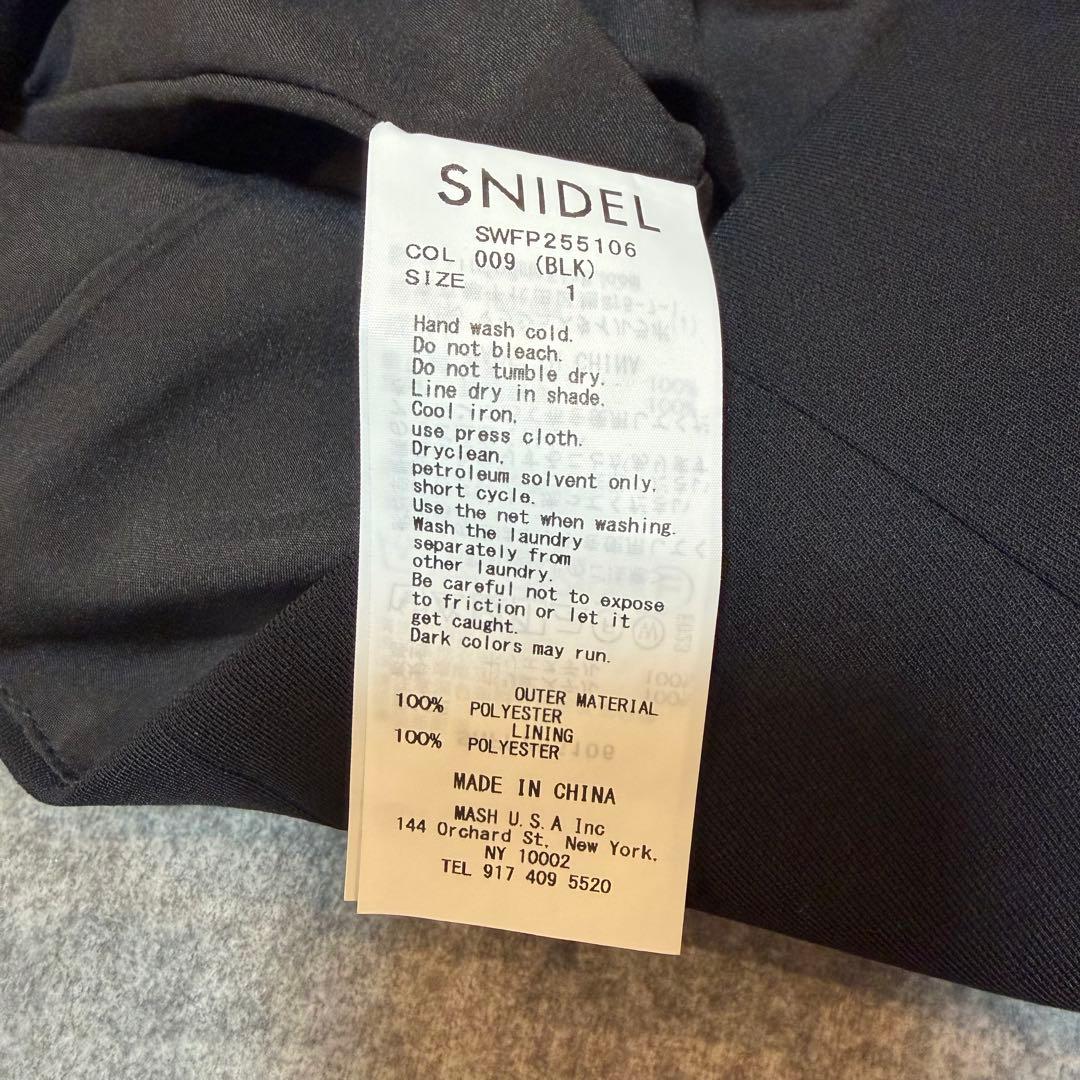 SNIDEL
SWFP255106
COL 009 (BLK)
SIZE 1
Hand wash cold.
Do not bleach.
Do not tumble dry.
Line dry in shade.
Cool iron,
use press cloth.
Dryclean,
petroleum solvent only,
short cycle.
Use the net when washing.
Wash the laundry
separately from
other laundry.
Be careful not to expose
to friction or let it
get caught.
Dark colors may run.
OUTER MATERIAL
100% POLYESTER
LINING
100% POLYESTER
MADE IN CHINA
MASH U.S.A Inc
144 Orchard St, New York,
NY 10002
TEL 917 409 5520